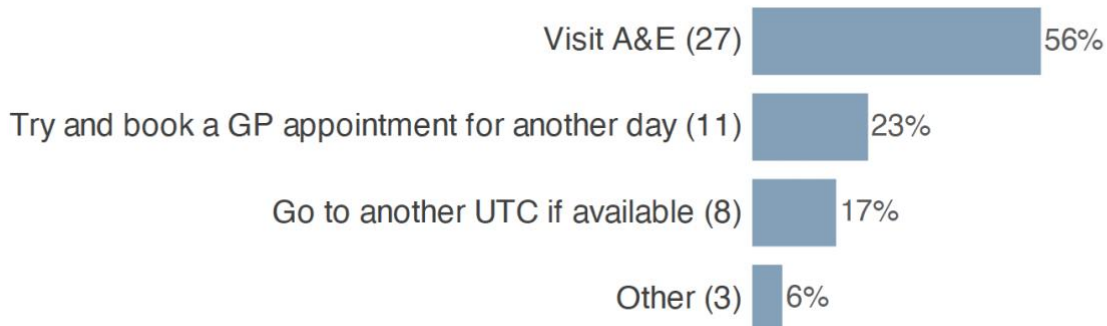 Visit A&E (27) 56%
Try and book a GP appointment for another day (11) 23%
Go to another UTC if available (8) 17%
Other (3) 6%